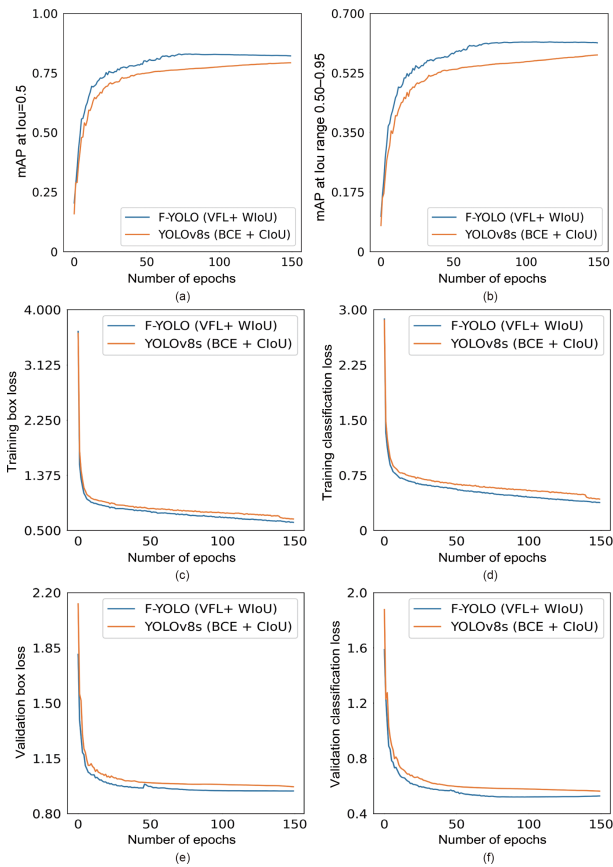 1.00
0.75
0.50
0.25
0
mAP at Iou=0.5
F-YOLO (VFL+ WIoU)
YOLOv8s (BCE + CIoU)
0 50 100 150
Number of epochs
(a)
0.700
0.525
0.350
0.175
0
mAP at Iou range 0.50–0.95
F-YOLO (VFL+ WIoU)
YOLOv8s (BCE + CIoU)
0 50 100 150
Number of epochs
(b)
4.000
3.125
2.250
1.375
0.500
Training box loss
F-YOLO (VFL+ WIoU)
YOLOv8s (BCE + CIoU)
0 50 100 150
Number of epochs
(c)
3.00
2.25
1.50
0.75
0
Training classification loss
F-YOLO (VFL+ WIoU)
YOLOv8s (BCE + CIoU)
0 50 100 150
Number of epochs
(d)
2.20
1.85
1.50
1.15
0.80
Validation box loss
F-YOLO (VFL+ WIoU)
YOLOv8s (BCE + CIoU)
0 50 100 150
Number of epochs
(e)
2.0
1.6
1.2
0.8
0.4
Validation classification loss
F-YOLO (VFL+ WIoU)
YOLOv8s (BCE + CIoU)
0 50 100 150
Number of epochs
(f)